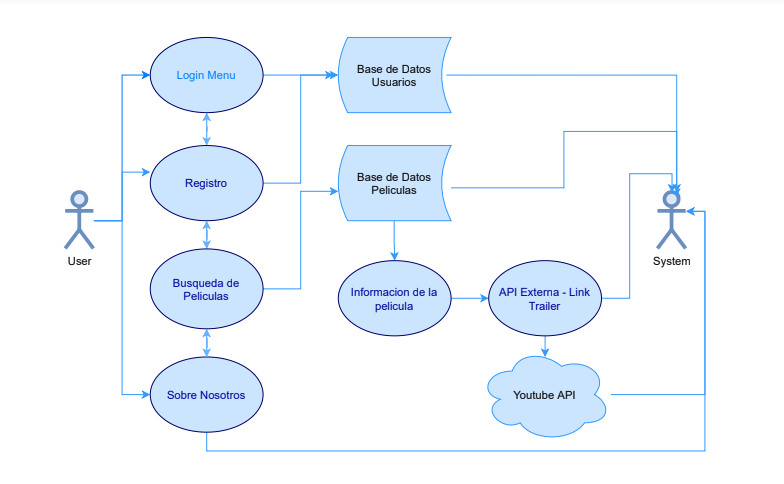 Login Menu
Base de Datos
Usuarios
Registro
Base de Datos
Peliculas
User
System
Busqueda de
Peliculas
Informacion de la
pelicula
API Externa - Link
Trailer
Sobre Nosotros
Youtube API